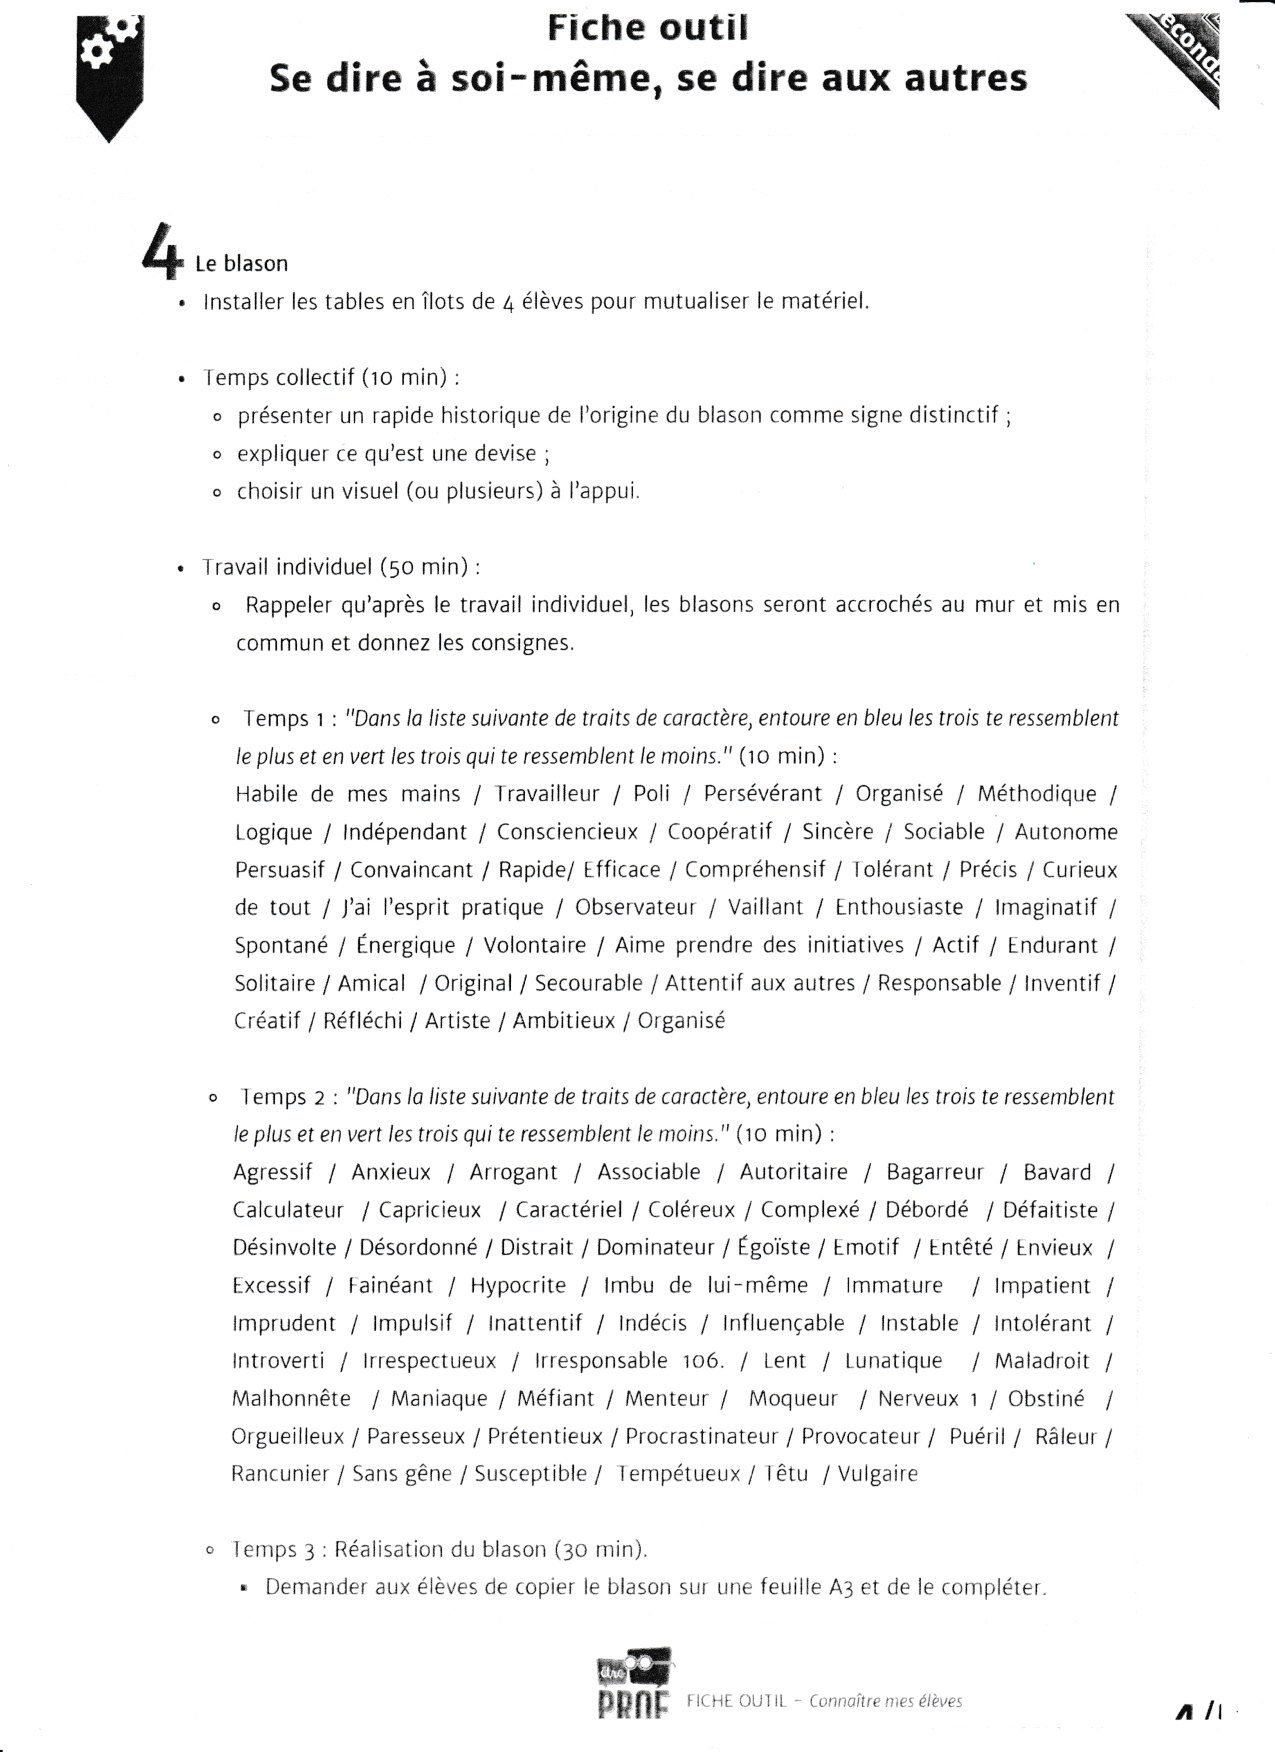 Fiche outil
Se dire à soi-même, se dire aux autres
Seconde
4 Le blason
• Installer les tables en îlots de 4 élèves pour mutualiser le matériel.
• Temps collectif (10 min) :
o présenter un rapide historique de l'origine du blason comme signe distinctif ;
o expliquer ce qu'est une devise ;
o choisir un visuel (ou plusieurs) à l'appui.
• Travail individuel (50 min) :
o Rappeler qu'après le travail individuel, les blasons seront accrochés au mur et mis en
commun et donnez les consignes.
o Temps 1 : "Dans la liste suivante de traits de caractère, entoure en bleu les trois te ressemblent
le plus et en vert les trois qui te ressemblent le moins." (10 min) :
Habile de mes mains / Travailleur / Poli / Persévérant / Organisé / Méthodique /
Logique / Indépendant / Consciencieux / Coopératif / Sincère / Sociable / Autonome
Persuasif / Convaincant / Rapide/ Efficace / Compréhensif / Tolérant / Précis / Curieux
de tout / J'ai l'esprit pratique / Observateur / Vaillant / Enthousiaste / Imaginatif /
Spontané / Énergique / Volontaire / Aime prendre des initiatives / Actif / Endurant /
Solitaire / Amical / Original / Secourable / Attentif aux autres / Responsable / Inventif /
Créatif / Réfléchi / Artiste / Ambitieux / Organisé
o Temps 2 : "Dans la liste suivante de traits de caractère, entoure en bleu les trois te ressemblent
le plus et en vert les trois qui te ressemblent le moins." (10 min) :
Agressif / Anxieux / Arrogant / Associable / Autoritaire / Bagarreur / Bavard /
Calculateur / Capricieux / Caractériel / Coléreux / Complexé / Débordé / Défaitiste /
Désinvolte / Désordonné / Distrait / Dominateur / Égoïste / Emotif / Entêté / Envieux /
Excessif / Fainéant / Hypocrite / Imbu de lui-même / Immature / Impatient /
Imprudent / Impulsif / Inattentif / Indécis / Influençable / Instable / Intolérant /
Introverti / Irrespectueux / Irresponsable 106. / Lent / Lunatique / Maladroit /
Malhonnête / Maniaque / Méfiant / Menteur / Moqueur / Nerveux 1 / Obstiné /
Orgueilleux / Paresseux / Prétentieux / Procrastinateur / Provocateur / Puéril / Râleur /
Rancunier / Sans gêne / Susceptible / Tempétueux / Têtu / Vulgaire
o Temps 3 : Réalisation du blason (30 min).
▪ Demander aux élèves de copier le blason sur une feuille A3 et de le compléter.
être
PROF
FICHE OUTIL – Connaître mes élèves